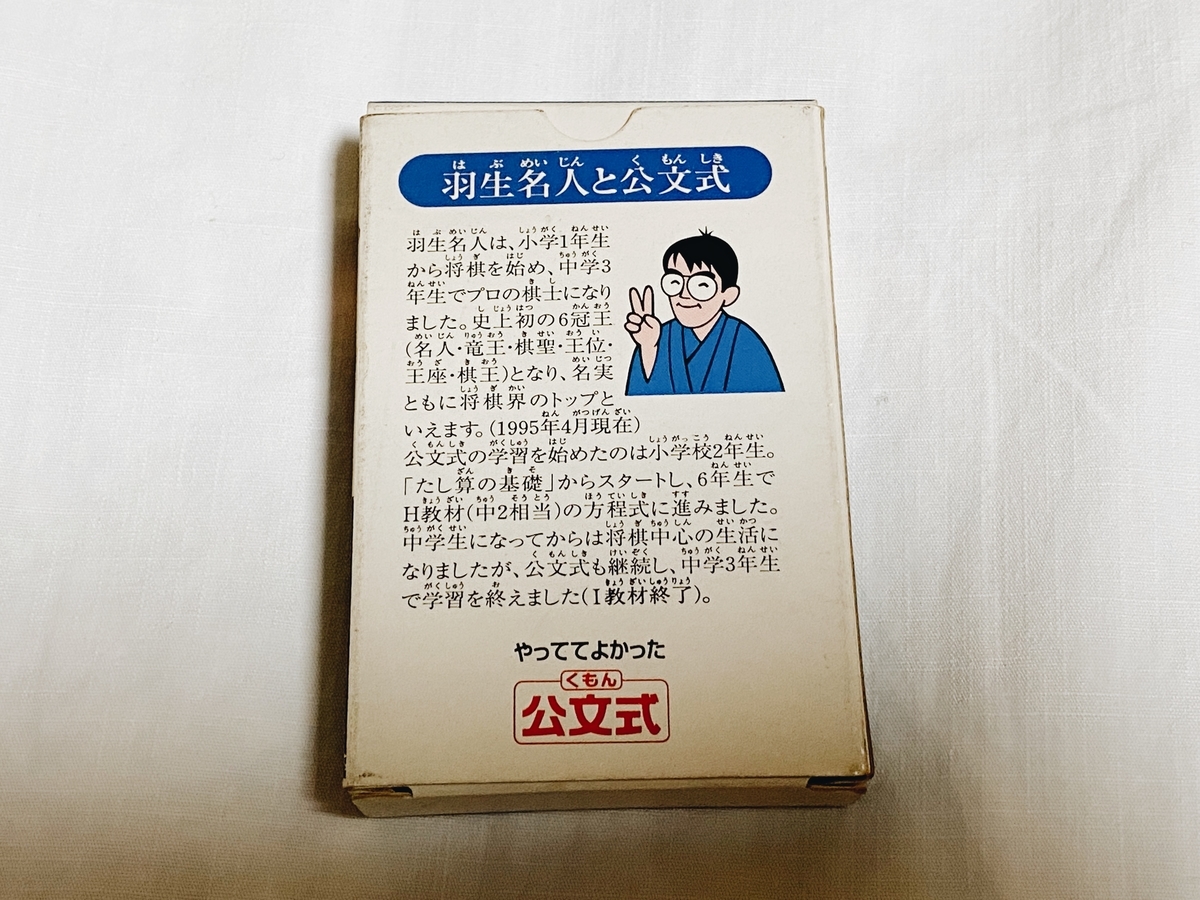 羽生名人と公文式
羽生名人は、小学1年生
から将棋を始め、中学3
年生でプロの棋士になり
ました。史上初の6冠王
(名人・竜王・棋聖・王位・
王座・棋王)となり、名実
ともに将棋界のトップと
いえます。(1995年4月現在)
公文式の学習を始めたのは小学校2年生。
「たし算の基礎」からスタートし、6年生で
H教材(中2相当)の方程式に進みました。
中学生になってからは将棋中心の生活に
なりましたが、公文式も継続し、中学3年生
で学習を終えました(I教材終了)。
やっててよかった
くもん
公文式